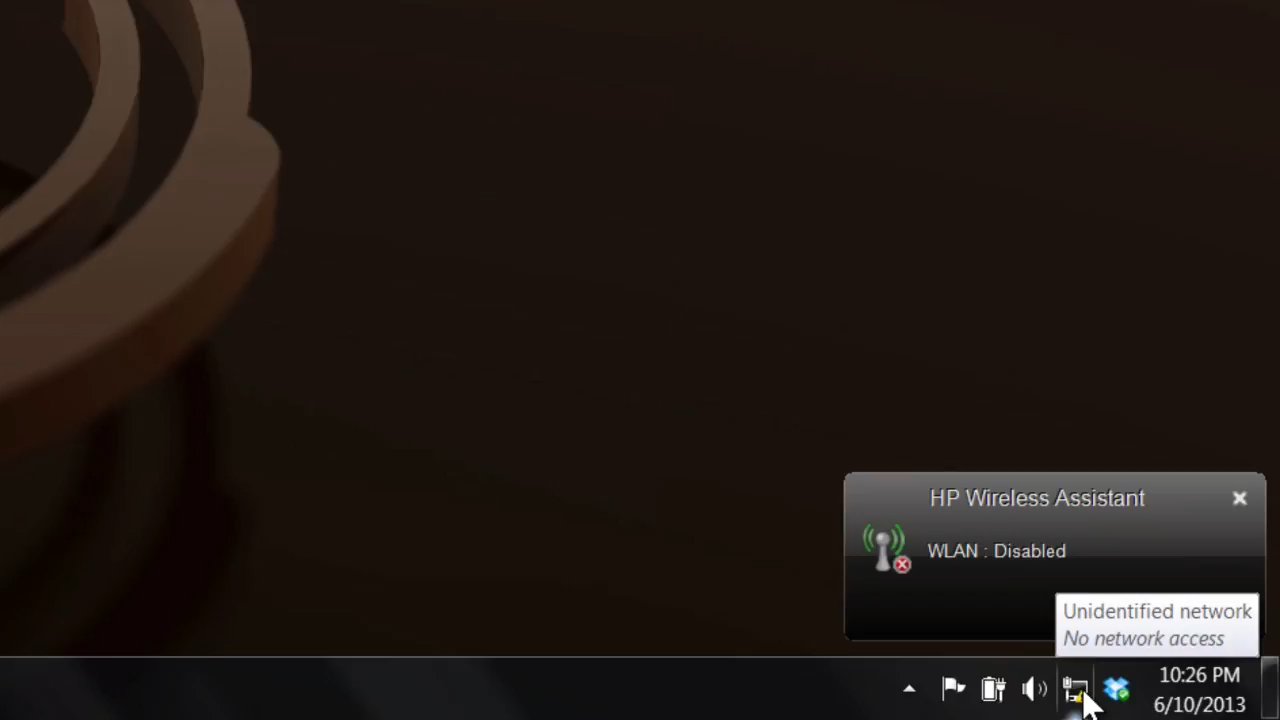 HP Wireless Assistant
WLAN : Disabled
Unidentified network
No network access
10:26 PM
6/10/2013